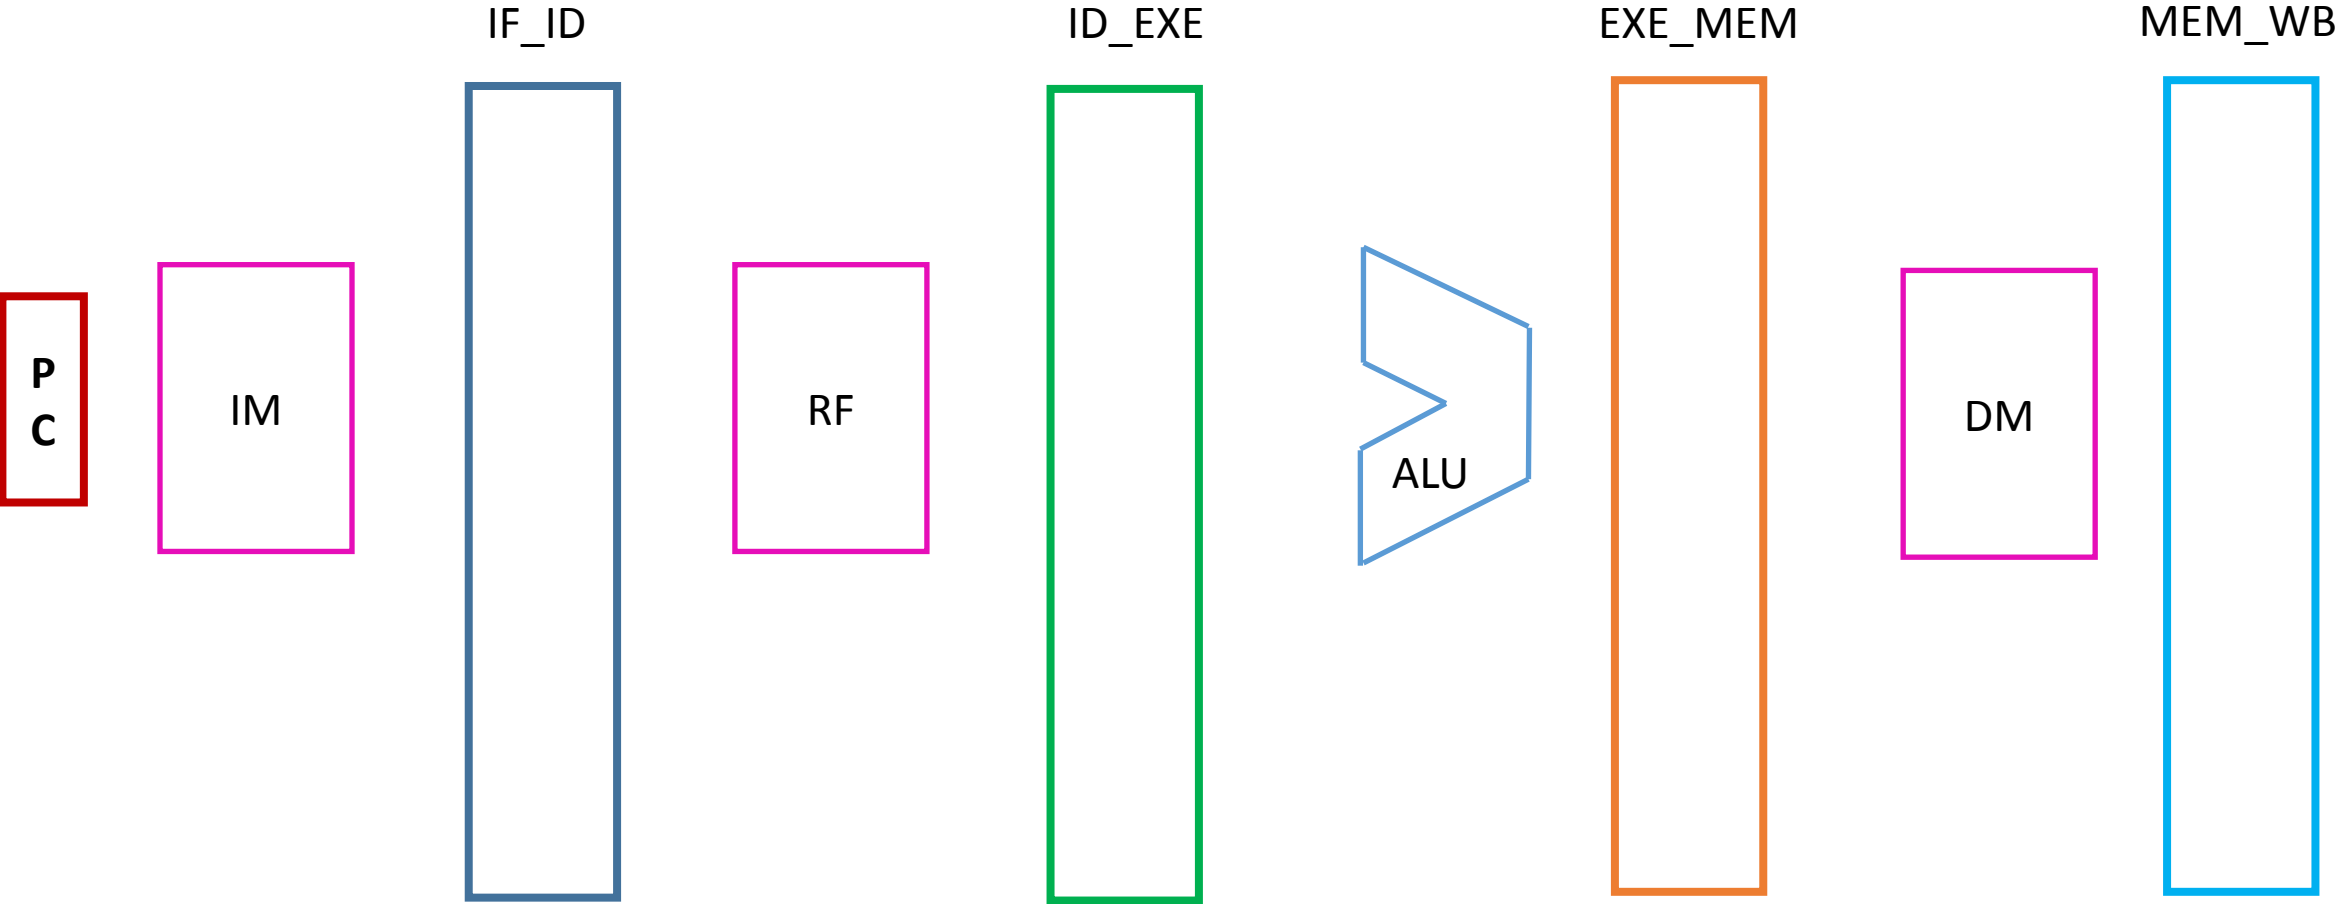 IF_ID
ID_EXE
EXE_MEM
MEM_WB
P
C
IM
RF
ALU
DM